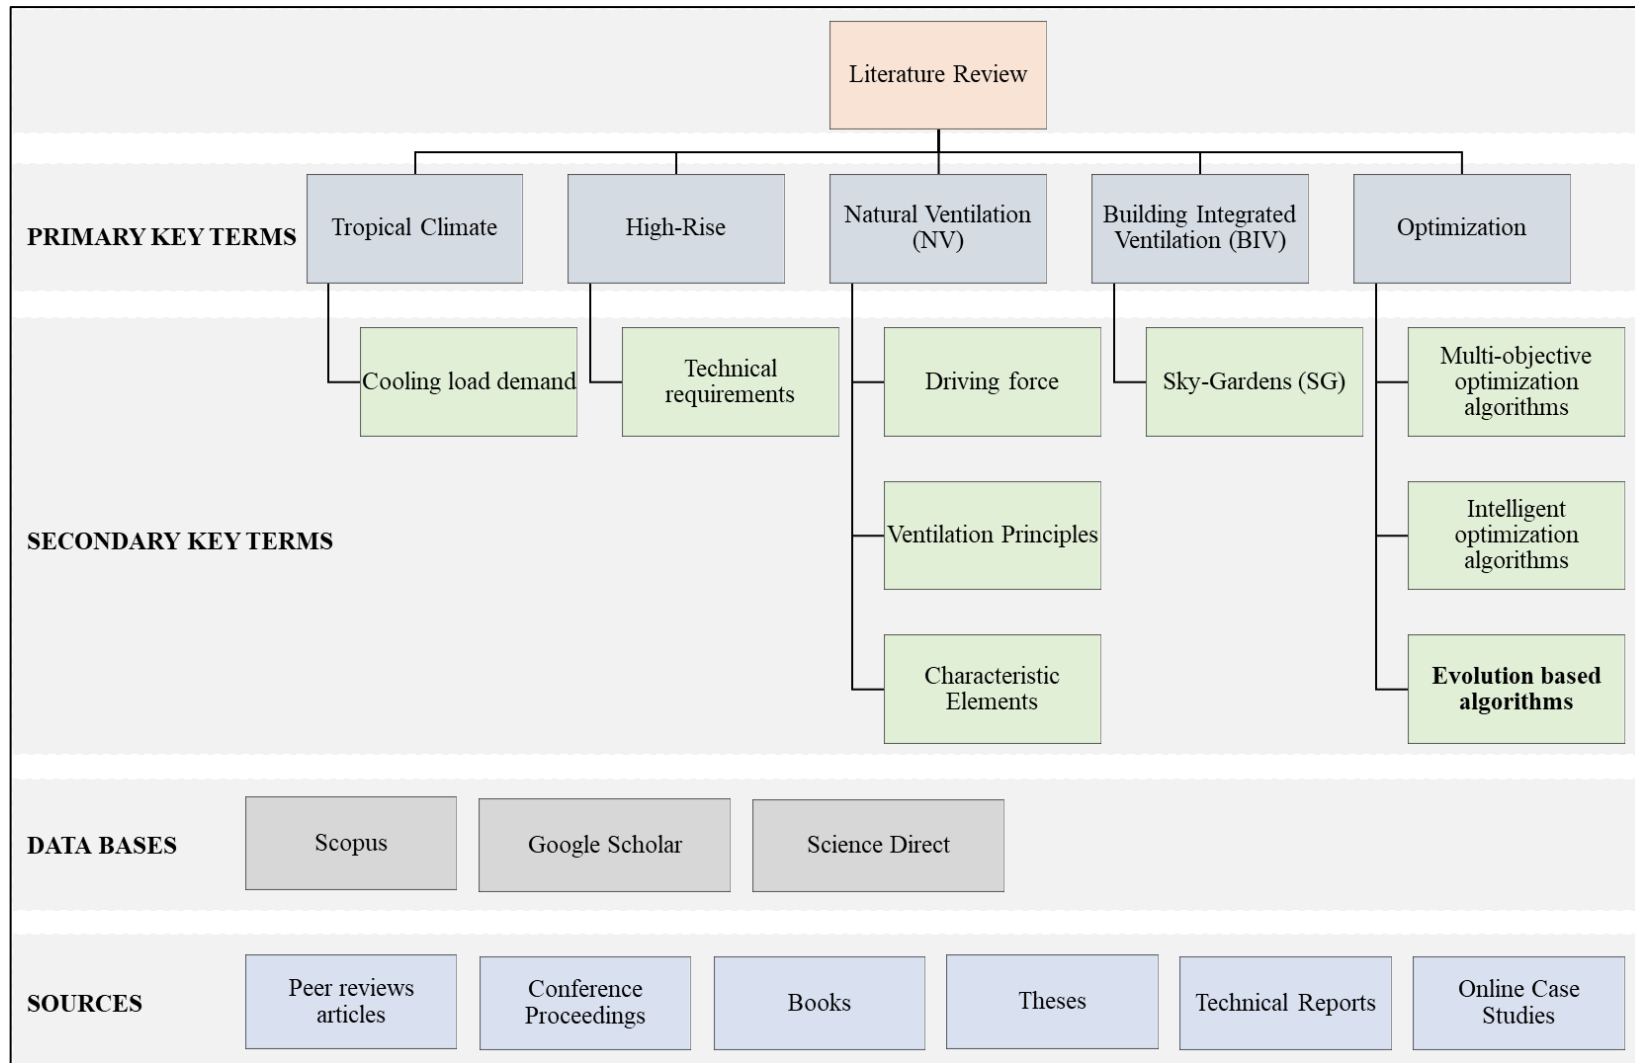 Literature Review
PRIMARY KEY TERMS
Tropical Climate
High-Rise
Natural Ventilation
(NV)
Building Integrated
Ventilation (BIV)
Optimization
SECONDARY KEY TERMS
Cooling load demand
Technical
requirements
Driving force
Ventilation Principles
Characteristic
Elements
Sky-Gardens (SG)
Multi-objective
optimization
algorithms
Intelligent
optimization
algorithms
Evolution based
algorithms
DATA BASES
Scopus
Google Scholar
Science Direct
SOURCES
Peer reviews
articles
Conference
Proceedings
Books
Theses
Technical Reports
Online Case
Studies